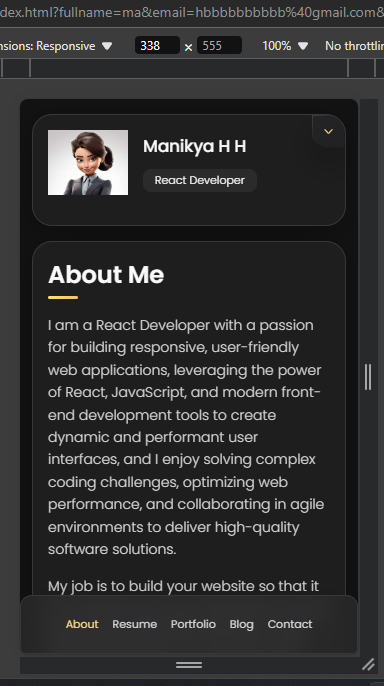 dex.html?fullname=ma&email=hbbbbbbbbbbb%40gmail.com&
nsions: Responsive ▼ 338 × 555 100% ▼ No throttlin
Manikya H H
React Developer
About Me
I am a React Developer with a passion
for building responsive, user-friendly
web applications, leveraging the power
of React, JavaScript, and modern front-
end development tools to create
dynamic and performant user
interfaces, and I enjoy solving complex
coding challenges, optimizing web
performance, and collaborating in agile
environments to deliver high-quality
software solutions.
My job is to build your website so that it
About Resume Portfolio Blog Contact